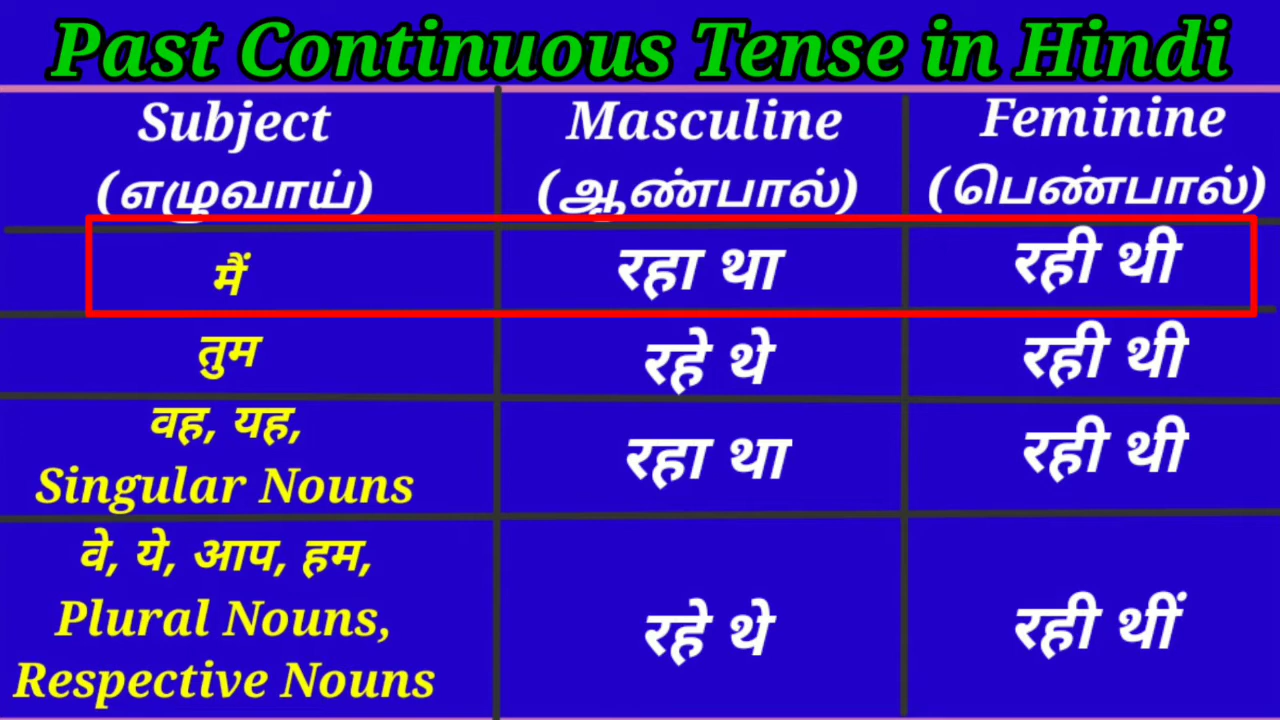 Past Continuous Tense in Hindi
Subject Masculine Feminine
(எழுவாய்) (ஆண்பால்) (பெண்பால்)
मैं रहा था रही थी
तुम रहे थे रही थी
वह, यह,
Singular Nouns रहा था रही थी
वे, ये, आप, हम,
Plural Nouns, रहे थे रही थीं
Respective Nouns